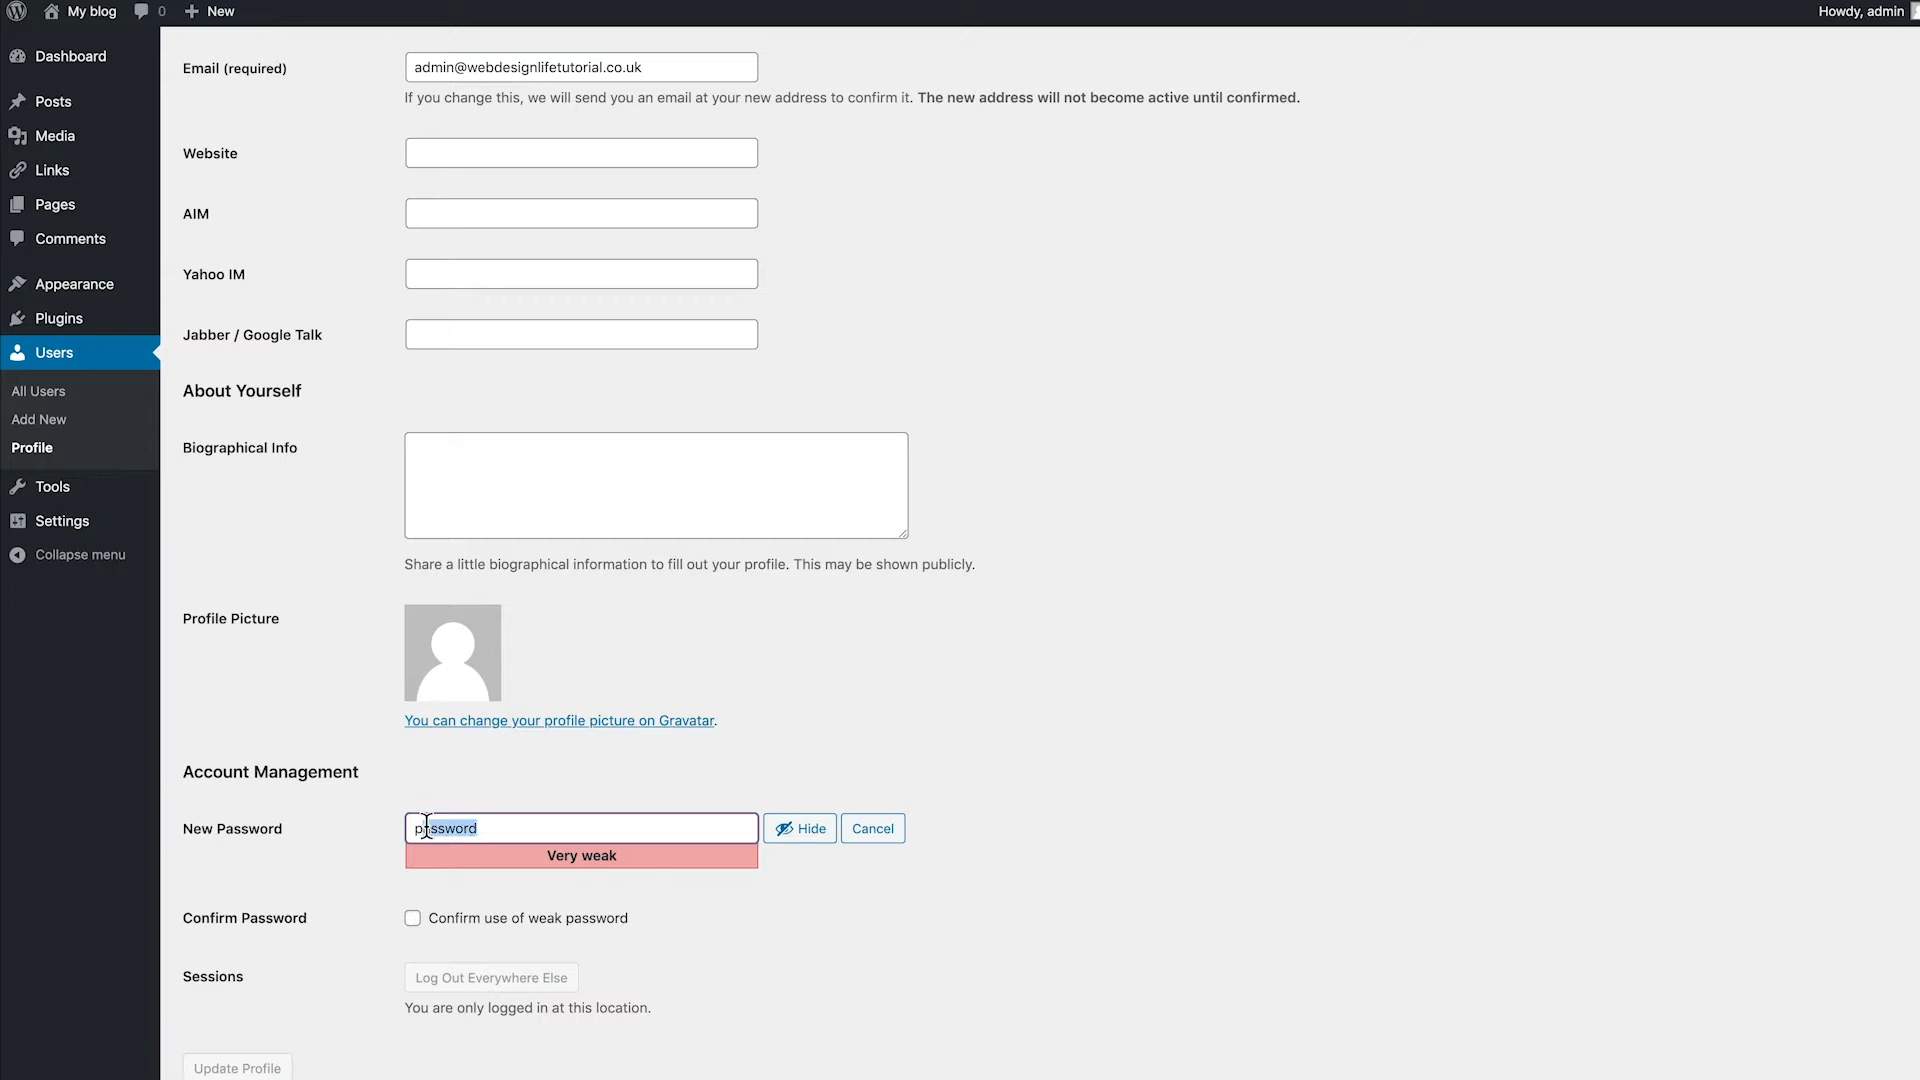 My blog 0 New Howdy, admin
Dashboard
Posts
Media
Links
Pages
Comments
Appearance
Plugins
Users
All Users
Add New
Profile
Tools
Settings
Collapse menu
Email (required) admin@webdesignlifetutorial.co.uk
If you change this, we will send you an email at your new address to confirm it. The new address will not become active until confirmed.
Website
AIM
Yahoo IM
Jabber / Google Talk
About Yourself
Biographical Info
Share a little biographical information to fill out your profile. This may be shown publicly.
Profile Picture
You can change your profile picture on Gravatar.
Account Management
New Password password Hide Cancel
Very weak
Confirm Password Confirm use of weak password
Sessions Log Out Everywhere Else
You are only logged in at this location.
Update Profile